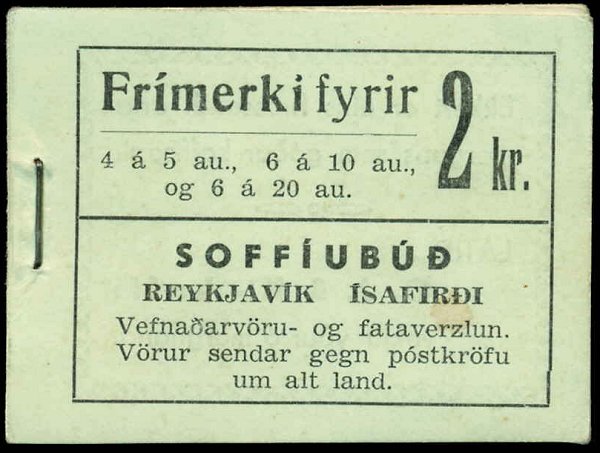 Frímerki fyrir 2 kr.
4 á 5 au., 6 á 10 au.,
og 6 á 20 au.
SOFFÍUBÚÐ
REYKJAVÍK ÍSAFIRÐI
Vefnaðarvöru- og fataverzlun.
Vörur sendar gegn póstkröfu
um alt land.